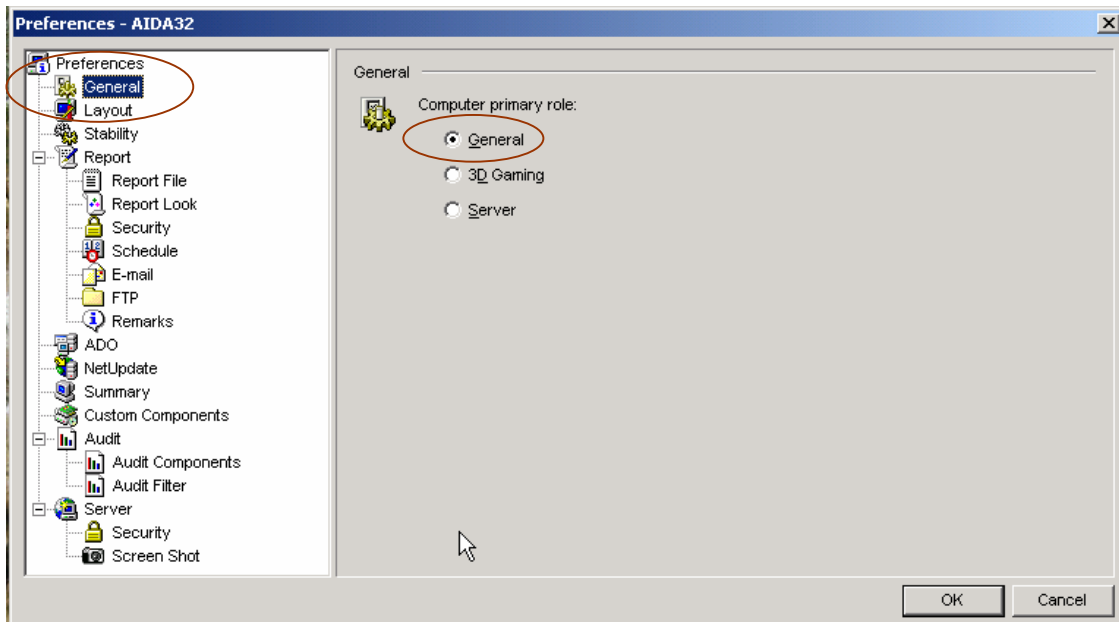 Preferences - AIDA32
Preferences
General
Layout
Stability
Report
Report File
Report Look
Security
Schedule
E-mail
FTP
Remarks
ADO
NetUpdate
Summary
Custom Components
Audit
Audit Components
Audit Filter
Server
Security
Screen Shot
General
Computer primary role:
General
3D Gaming
Server
OK
Cancel